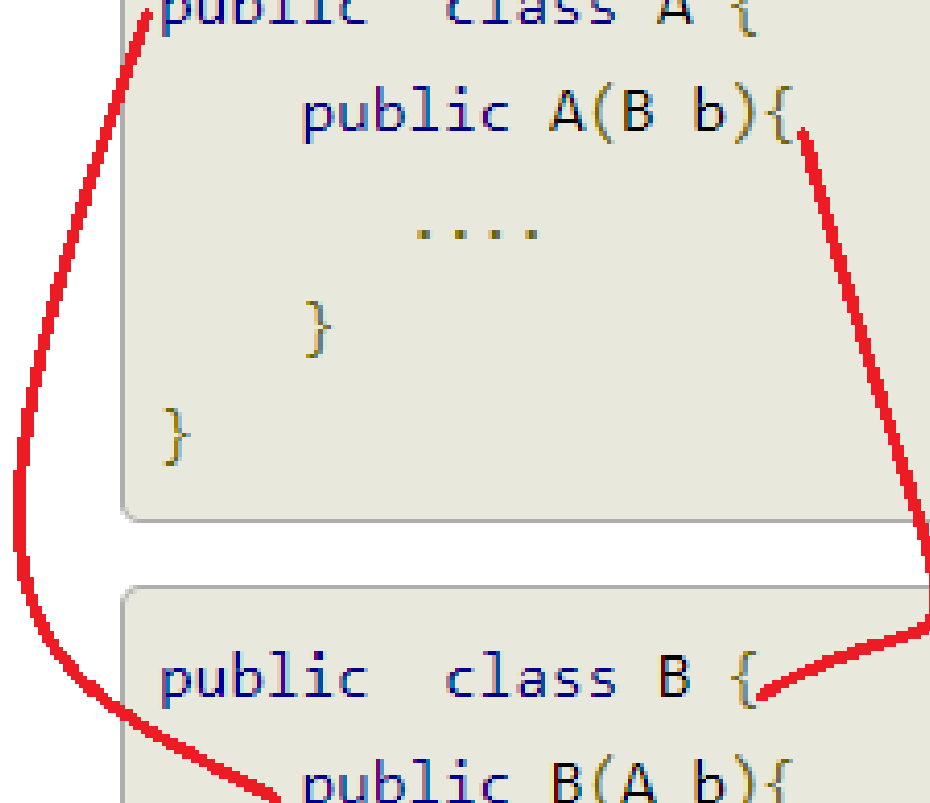 public class A {
public A(B b){
....
}
}
public class B {
public B(A b){